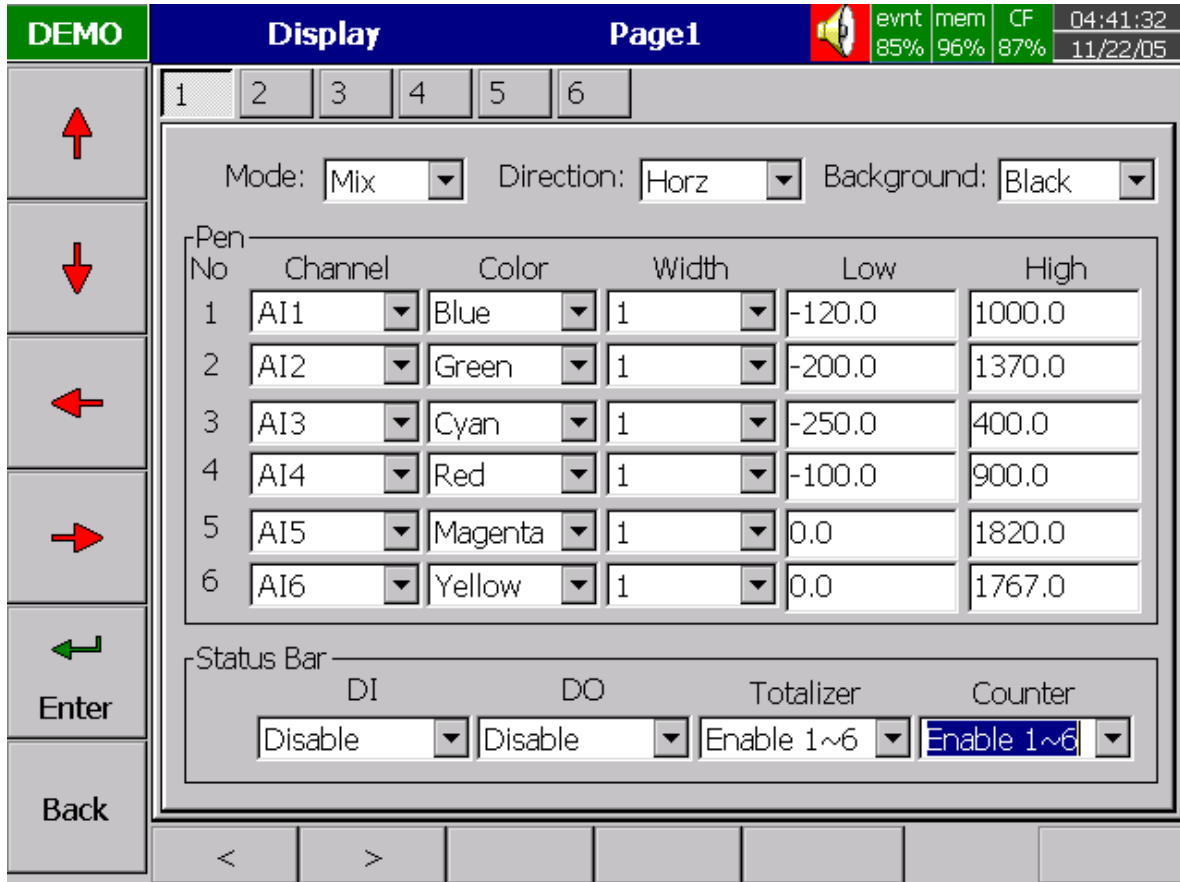 DEMO Display Page1 evnt mem CF 04:41:32
85% 96% 87% 11/22/05
1 2 3 4 5 6
Mode: Mix Direction: Horz Background: Black
Pen
No Channel Color Width Low High
1 AI1 Blue 1 -120.0 1000.0
2 AI2 Green 1 -200.0 1370.0
3 AI3 Cyan 1 -250.0 400.0
4 AI4 Red 1 -100.0 900.0
5 AI5 Magenta 1 0.0 1820.0
6 AI6 Yellow 1 0.0 1767.0
Status Bar
DI DO Totalizer Counter
Disable Disable Enable 1~6 Enable 1~6
Enter
Back
< >